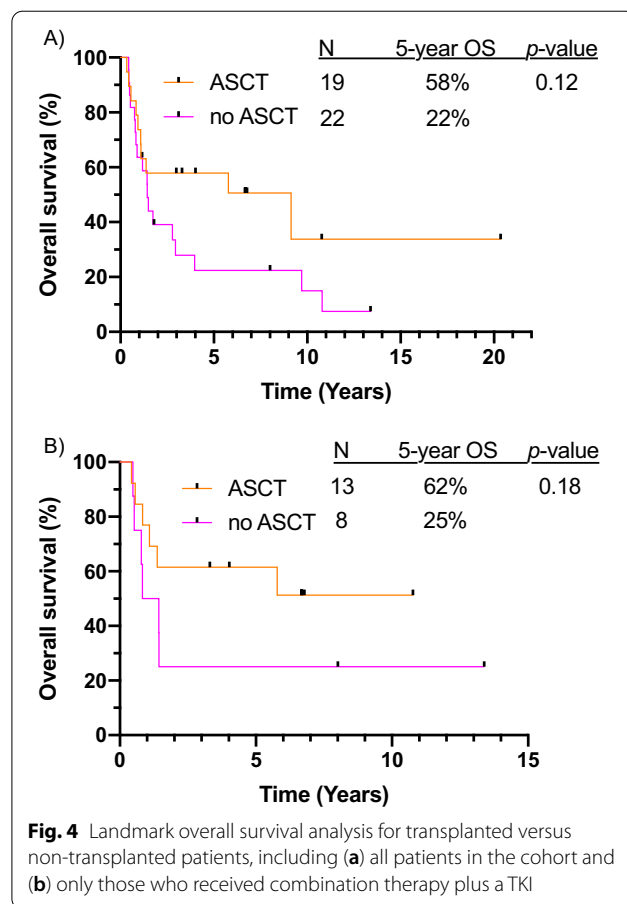 A)
N 5-year OS p-value
ASCT 19 58% 0.12
no ASCT 22 22%
Overall survival (%)
100
80
60
40
20
0
0 5 10 15 20
Time (Years)
B)
N 5-year OS p-value
ASCT 13 62% 0.18
no ASCT 8 25%
Overall survival (%)
100
80
60
40
20
0
0 5 10 15
Time (Years)
Fig. 4 Landmark overall survival analysis for transplanted versus
non-transplanted patients, including (a) all patients in the cohort and
(b) only those who received combination therapy plus a TKI